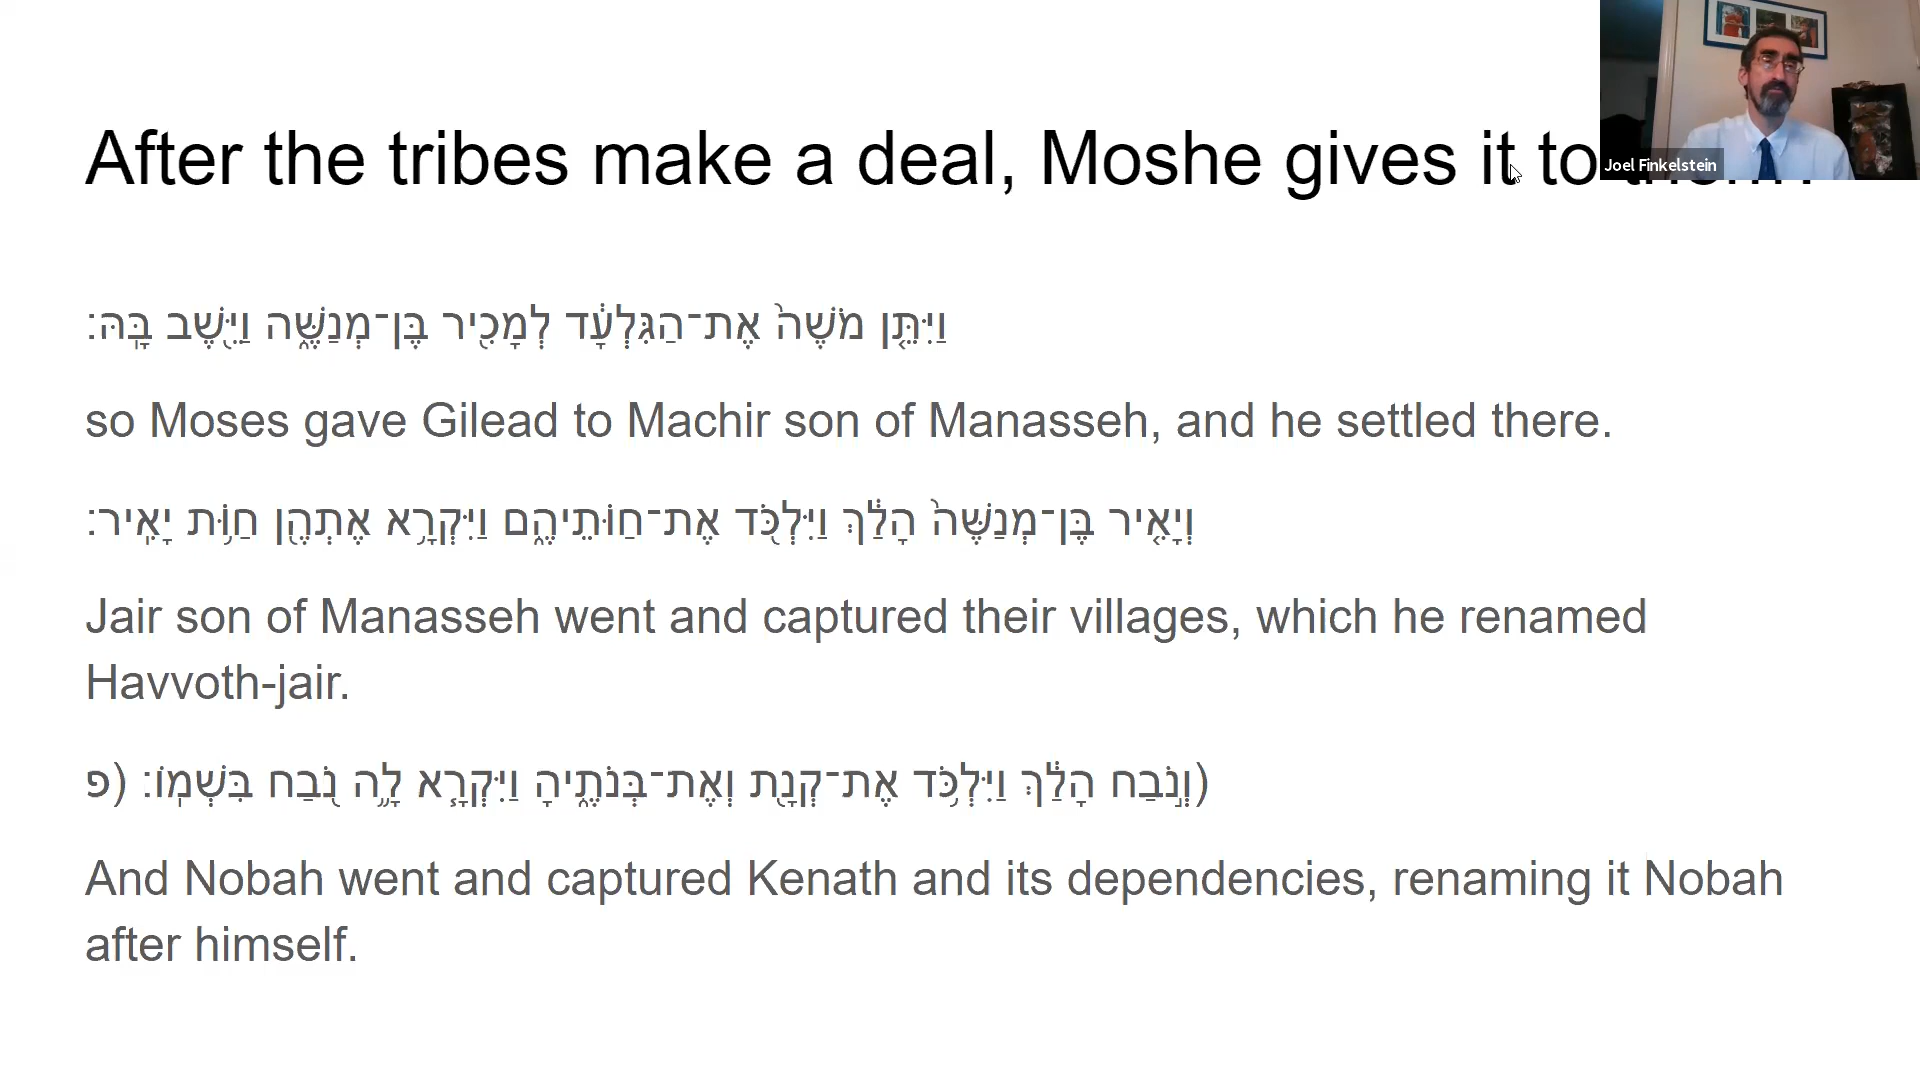 After the tribes make a deal, Moshe gives it to
Joel Finkelstein
וַיִּתֵּ֤ן מֹשֶׁה֙ אֶת־הַגִּלְעָ֔ד לְמָכִ֖יר בֶּן־מְנַשֶּׁ֑ה וַיֵּ֖שֶׁב בָּֽהּ׃
so Moses gave Gilead to Machir son of Manasseh, and he settled there.
וְיָאִ֤יר בֶּן־מְנַשֶּׁה֙ הָלַ֔ךְ וַיִּלְכֹּ֖ד אֶת־חַוֺּתֵיהֶ֑ם וַיִּקְרָ֥א אֶתְהֶ֖ן חַוֺּ֥ת יָאִֽיר׃
Jair son of Manasseh went and captured their villages, which he renamed
Havvoth-jair.
(וְנֹ֣בַח הָלַ֔ךְ וַיִּלְכֹּ֥ד אֶת־קְנָ֖ת וְאֶת־בְּנֹתֶ֑יהָ וַיִּקְרָ֧א לָ֦ה נֹ֖בַח בִּשְׁמֽוֹ׃ (פ
And Nobah went and captured Kenath and its dependencies, renaming it Nobah
after himself.